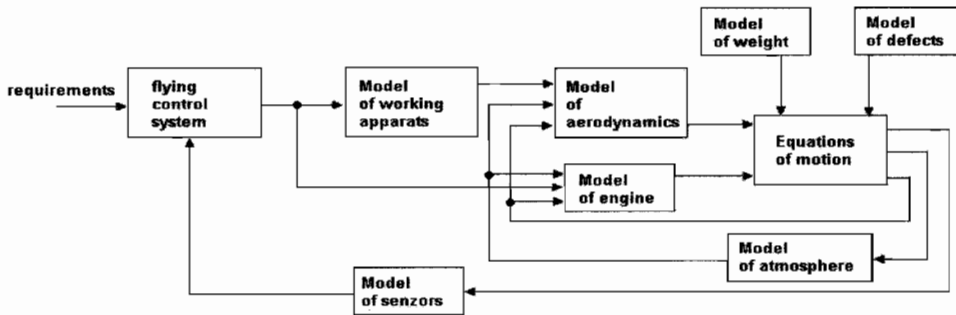 Model
of weight
Model
of defects
requirements
flying
control
system
Model
of working
apparats
Model
of
aerodynamics
Equations
of motion
Model
of engine
Model
of atmosphere
Model
of senzors